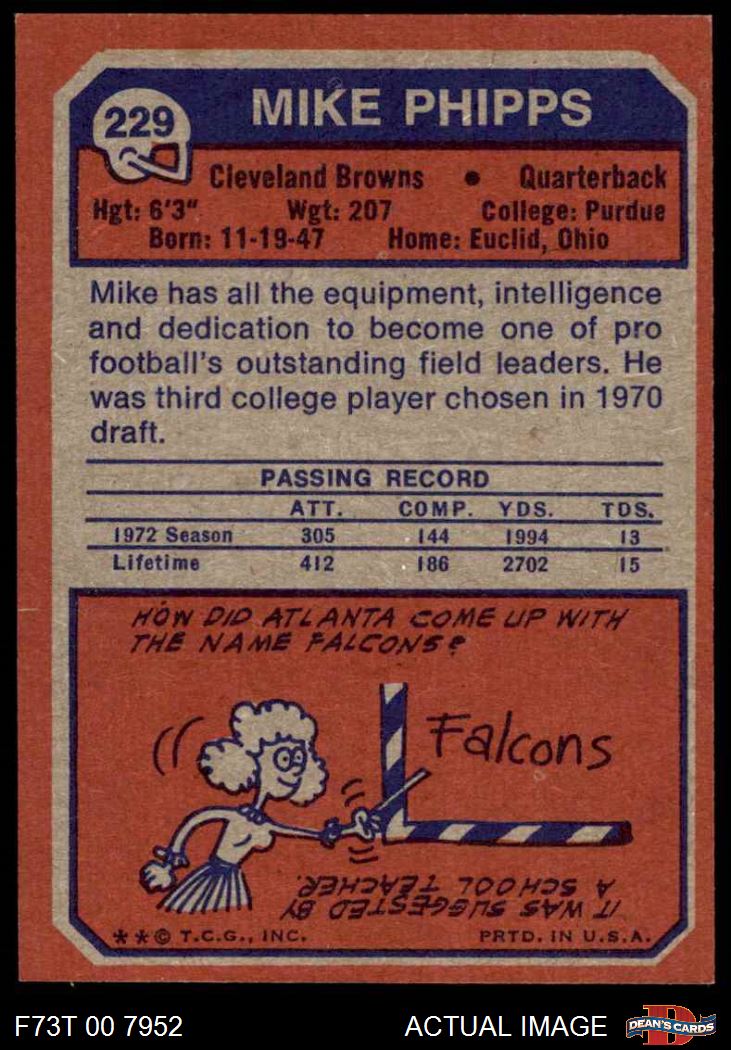 229
MIKE PHIPPS
Cleveland Browns • Quarterback
Hgt: 6'3" Wgt: 207 College: Purdue
Born: 11-19-47 Home: Euclid, Ohio
Mike has all the equipment, intelligence
and dedication to become one of pro
football's outstanding field leaders. He
was third college player chosen in 1970
draft.
PASSING RECORD
ATT. COMP. YDS. TDS.
1972 Season 305 144 1994 13
Lifetime 412 186 2702 15
HOW DID ATLANTA COME UP WITH
THE NAME FALCONS?
Falcons
IT WAS SUGGESTED BY
A SCHOOL TEACHER.
**© T.C.G., INC. PRTD. IN U.S.A.
F73T 00 7952 ACTUAL IMAGE
D
DEAN'S CARDS